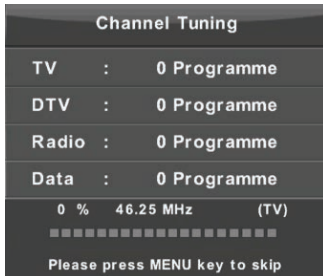 Channel Tuning
TV : 0 Programme
DTV : 0 Programme
Radio : 0 Programme
Data : 0 Programme
0 % 46.25 MHz (TV)
Please press MENU key to skip